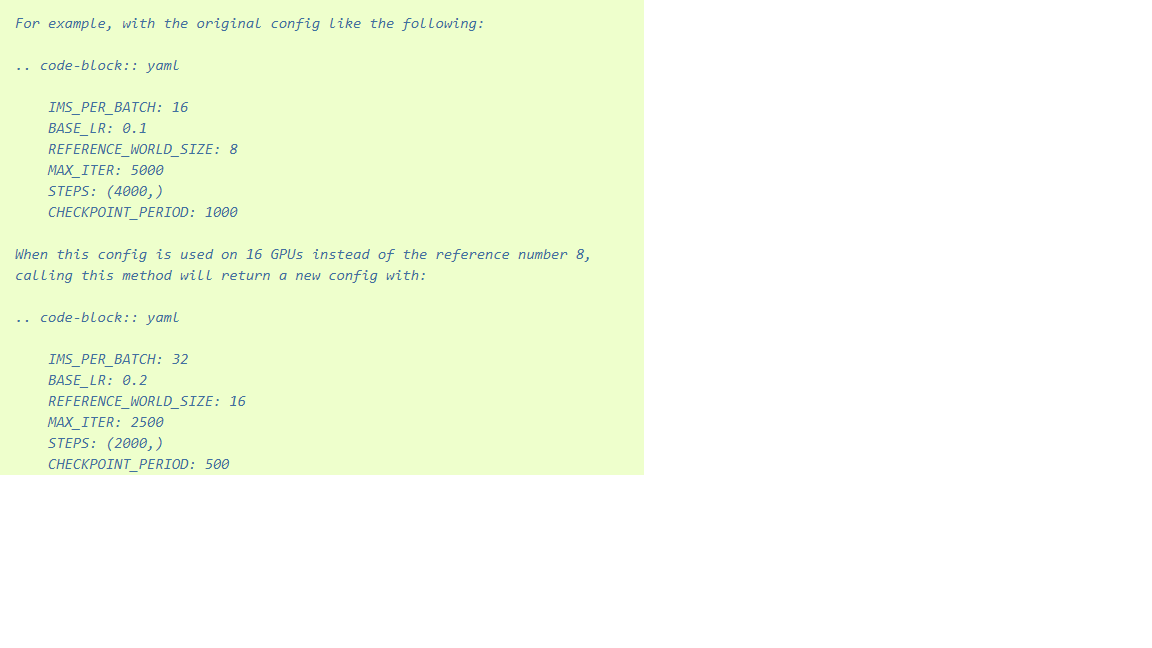 For example, with the original config like the following:
.. code-block:: yaml
IMS_PER_BATCH: 16
BASE_LR: 0.1
REFERENCE_WORLD_SIZE: 8
MAX_ITER: 5000
STEPS: (4000,)
CHECKPOINT_PERIOD: 1000
When this config is used on 16 GPUs instead of the reference number 8,
calling this method will return a new config with:
.. code-block:: yaml
IMS_PER_BATCH: 32
BASE_LR: 0.2
REFERENCE_WORLD_SIZE: 16
MAX_ITER: 2500
STEPS: (2000,)
CHECKPOINT_PERIOD: 500